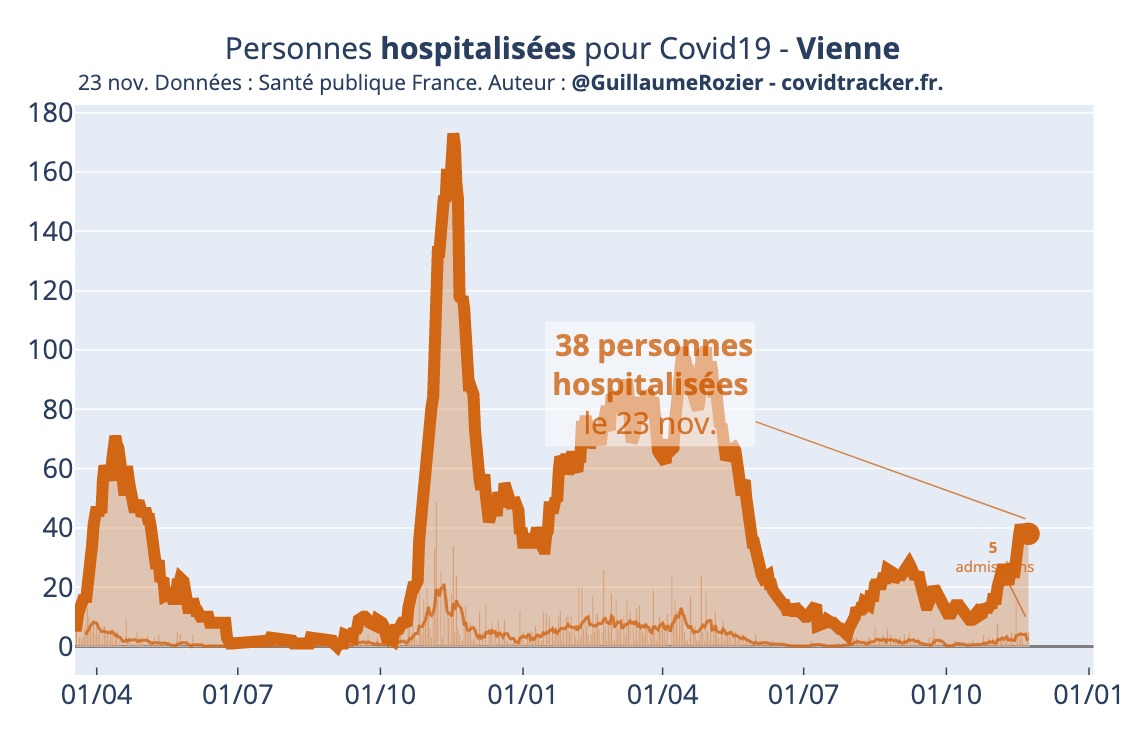 Personnes hospitalisées pour Covid19 - Vienne
23 nov. Données : Santé publique France. Auteur : @GuillaumeRozier - covidtracker.fr.
180
160
140
120
100
80
60
40
20
0
38 personnes
hospitalisées
le 23 nov.
5
admissions
01/04 01/07 01/10 01/01 01/04 01/07 01/10 01/01